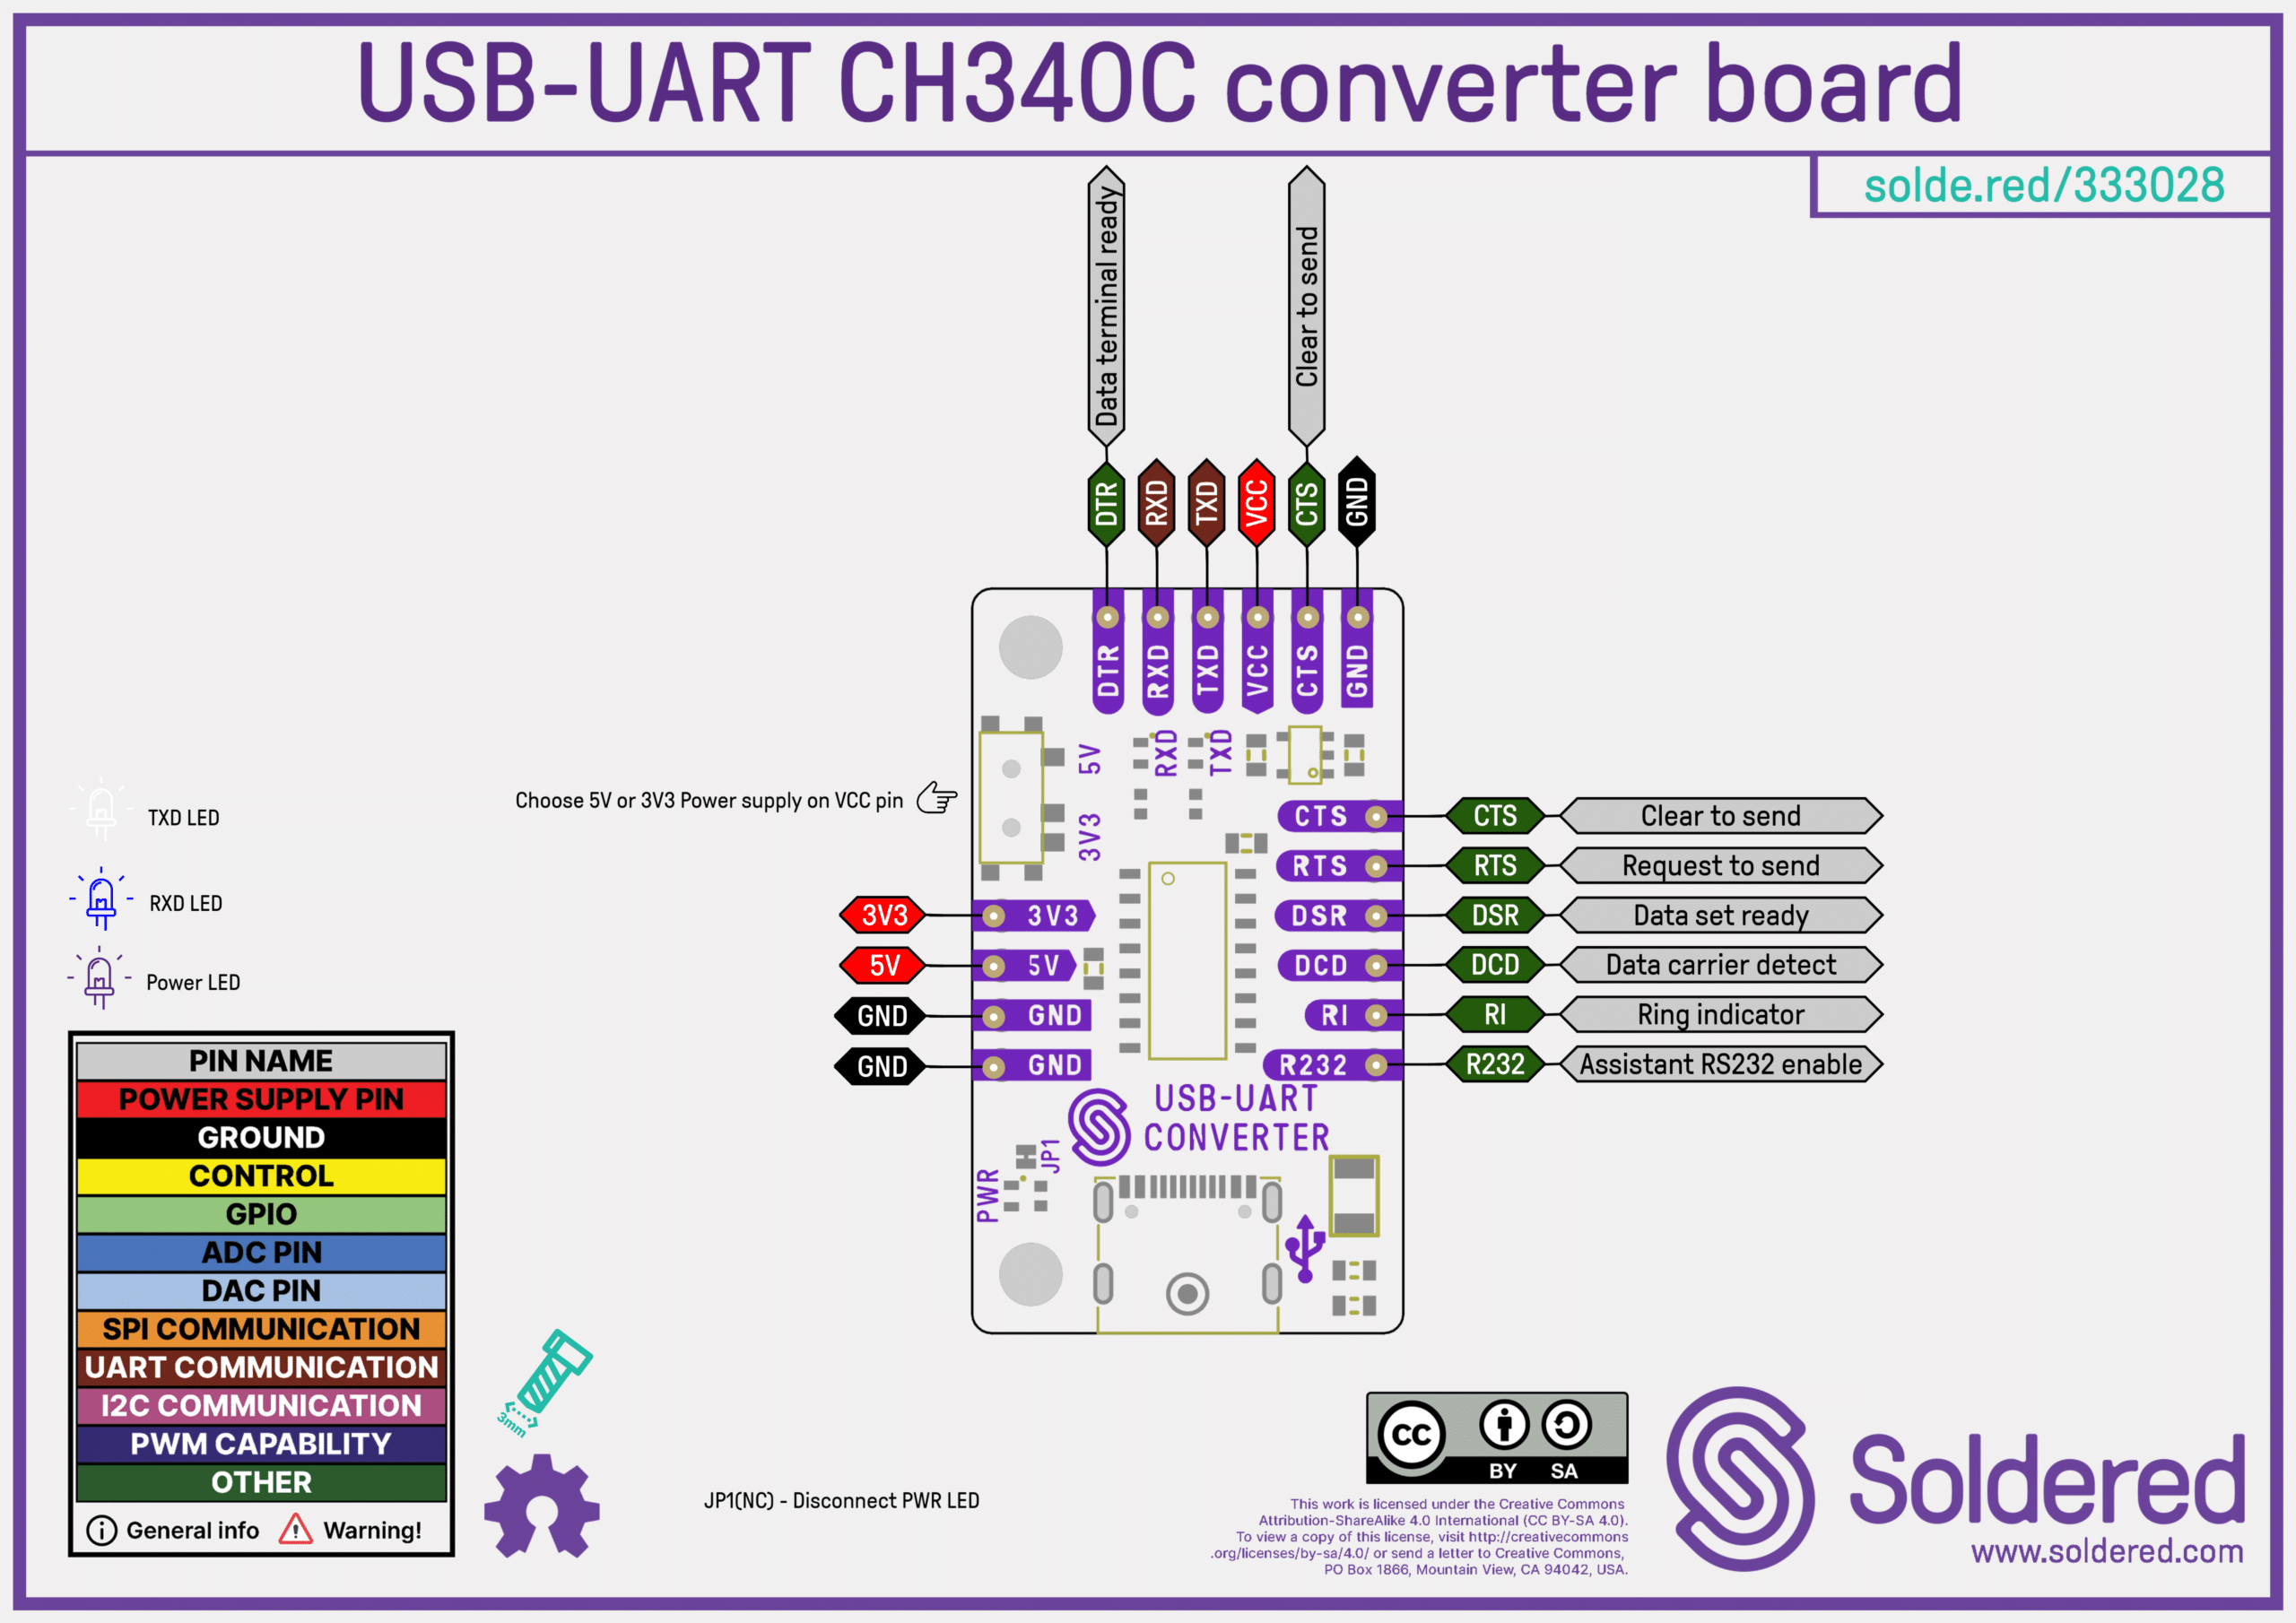 USB-UART CH340C converter board
solde.red/333028
Data terminal ready
Clear to send
DTR
RXD
TXD
VCC
CTS
GND
DTR
RXD
TXD
VCC
CTS
GND
5V
RXD
TXD
Choose 5V or 3V3 Power supply on VCC pin
3V3
TXD LED
RXD LED
Power LED
CTS CTS Clear to send
RTS RTS Request to send
3V3 3V3
DSR DSR Data set ready
5V 5V
DCD DCD Data carrier detect
GND GND
RI RI Ring indicator
GND GND
R232 R232 Assistant RS232 enable
USB-UART
CONVERTER
JP1
PWR
PIN NAME
POWER SUPPLY PIN
GROUND
CONTROL
GPIO
ADC PIN
DAC PIN
SPI COMMUNICATION
UART COMMUNICATION
I2C COMMUNICATION
PWM CAPABILITY
OTHER
General info Warning!
3mm
JP1(NC) - Disconnect PWR LED
CC
BY SA
This work is licensed under the Creative Commons
Attribution-ShareAlike 4.0 International (CC BY-SA 4.0).
To view a copy of this license, visit http://creativecommons
.org/licenses/by-sa/4.0/ or send a letter to Creative Commons,
PO Box 1866, Mountain View, CA 94042, USA.
Soldered
www.soldered.com